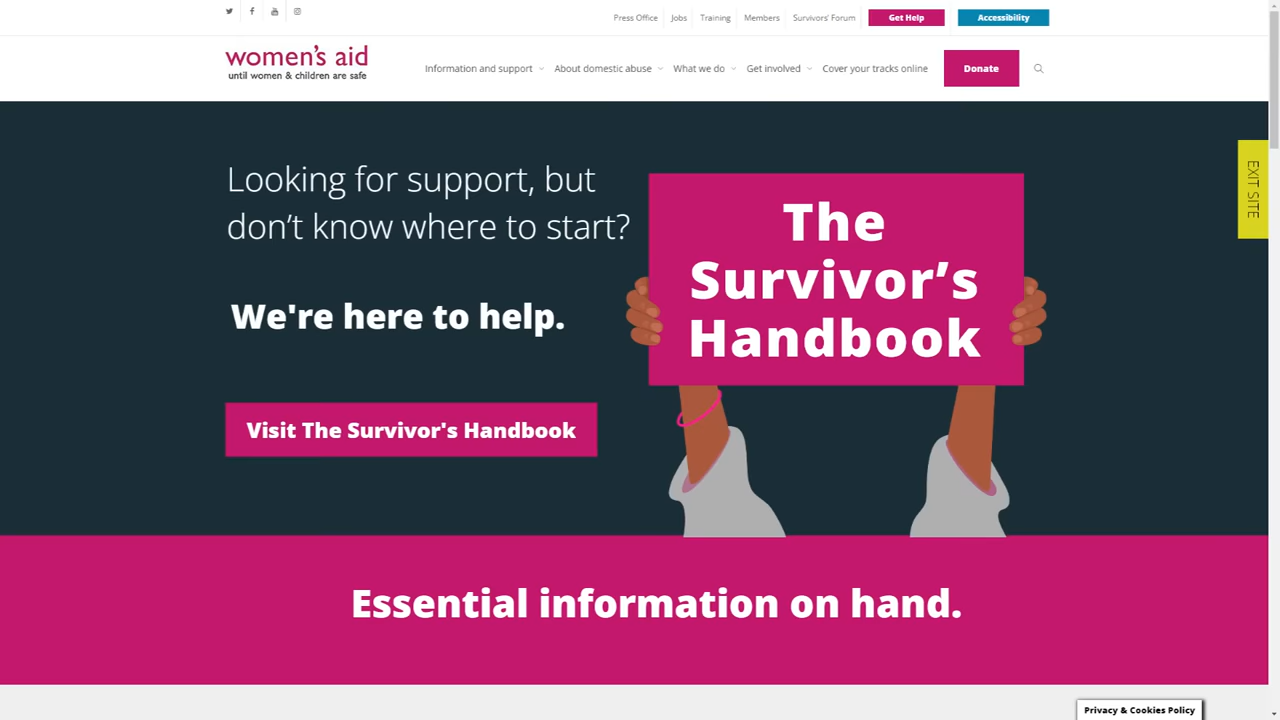 Press Office
Jobs
Training
Members
Survivors' Forum
Get Help
Accessibility
women's aid
until women & children are safe
Information and support
About domestic abuse
What we do
Get involved
Cover your tracks online
Donate
EXIT SITE
Looking for support, but
don't know where to start?
We're here to help.
Visit The Survivor's Handbook
The
Survivor's
Handbook
Essential information on hand.
Privacy & Cookies Policy